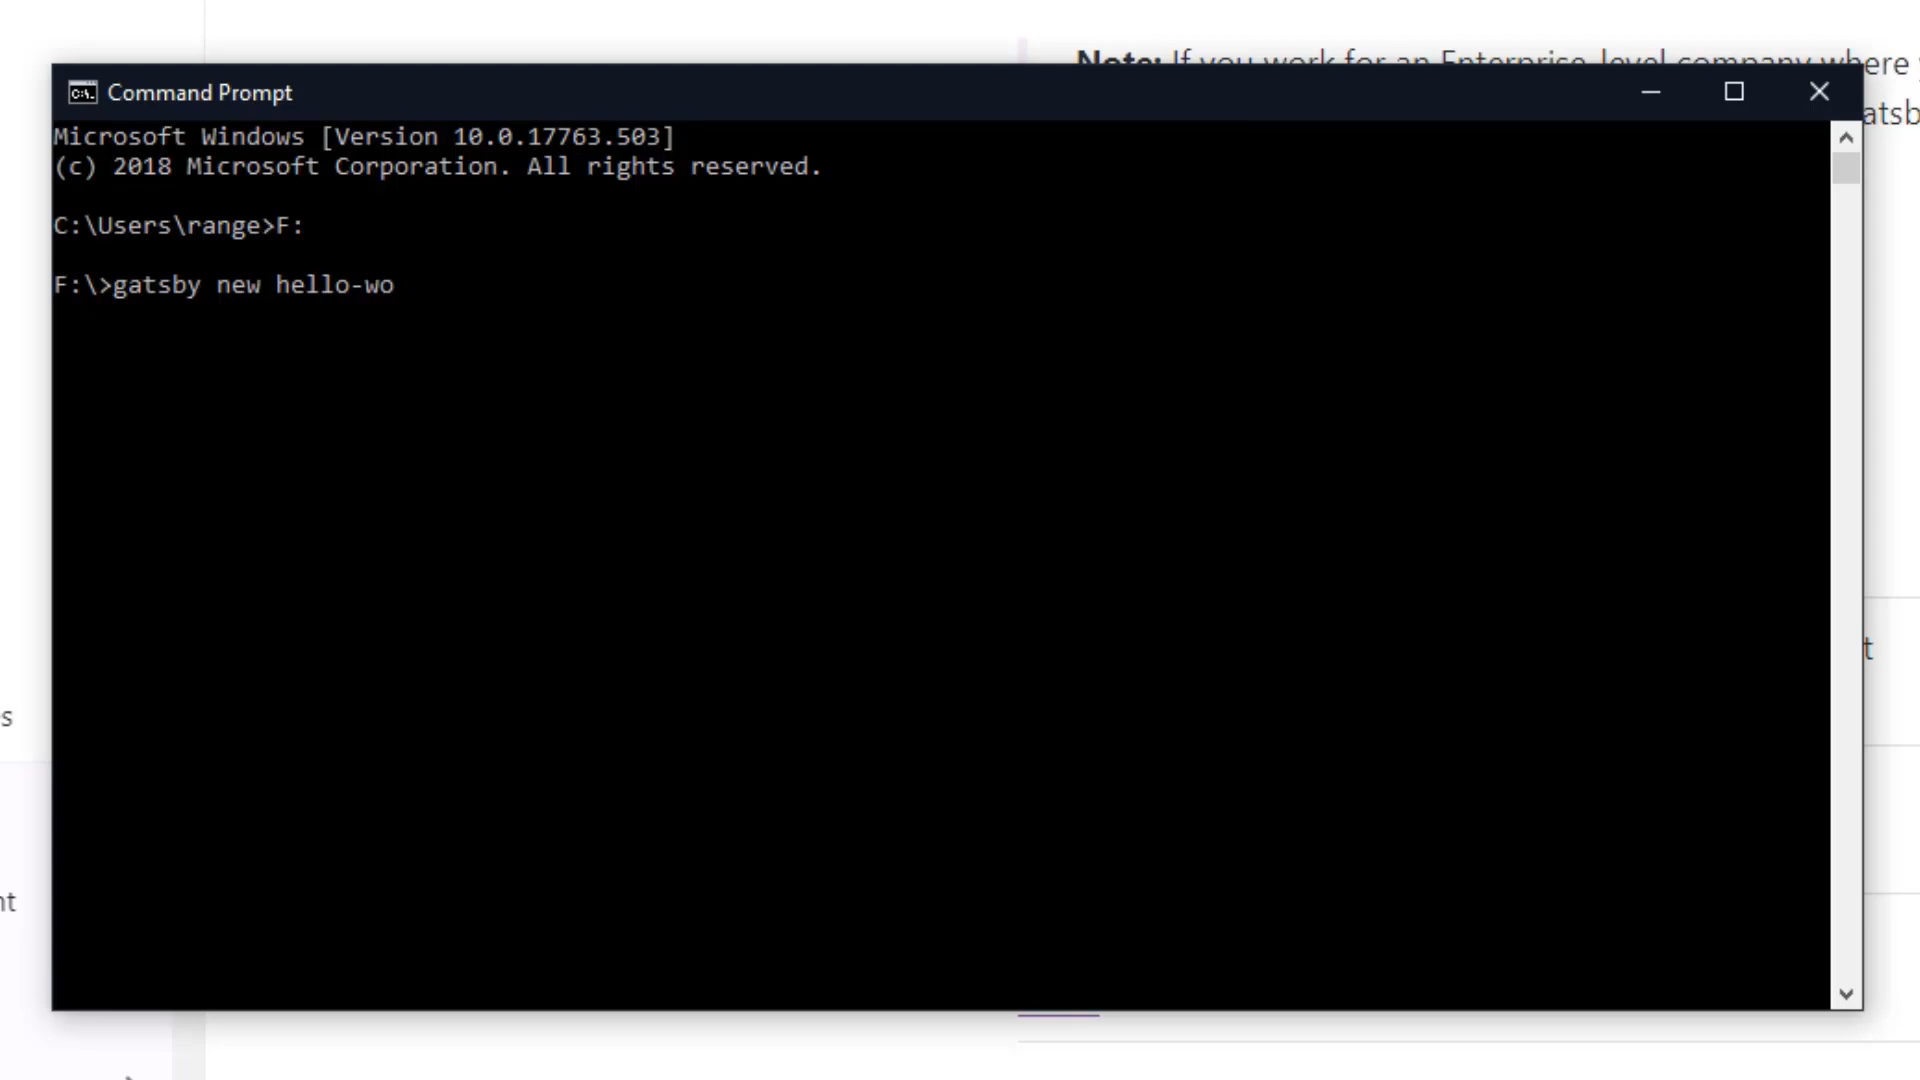 Note: If you work for an Enterprise-level company where
Command Prompt
Microsoft Windows [Version 10.0.17763.503]
(c) 2018 Microsoft Corporation. All rights reserved.
C:\Users\range>F:
F:\>gatsby new hello-wo